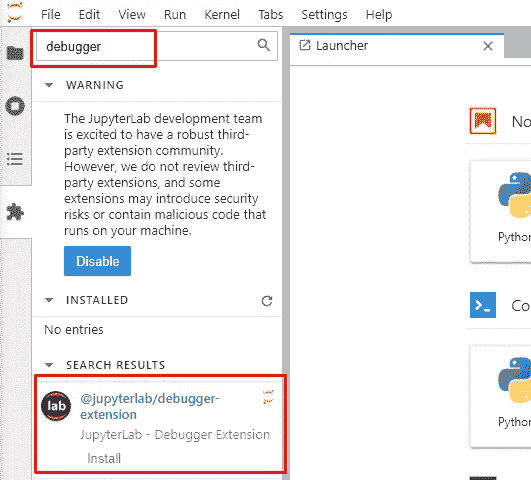 File Edit View Run Kernel Tabs Settings Help
debugger
Launcher
WARNING
The JupyterLab development team
is excited to have a robust third-
party extension community.
However, we do not review third-
party extensions, and some
extensions may introduce security
risks or contain malicious code that
runs on your machine.
Disable
INSTALLED
No entries
SEARCH RESULTS
lab
@jupyterlab/debugger-
extension
JupyterLab - Debugger Extension
Install
No
Python
Co
Python